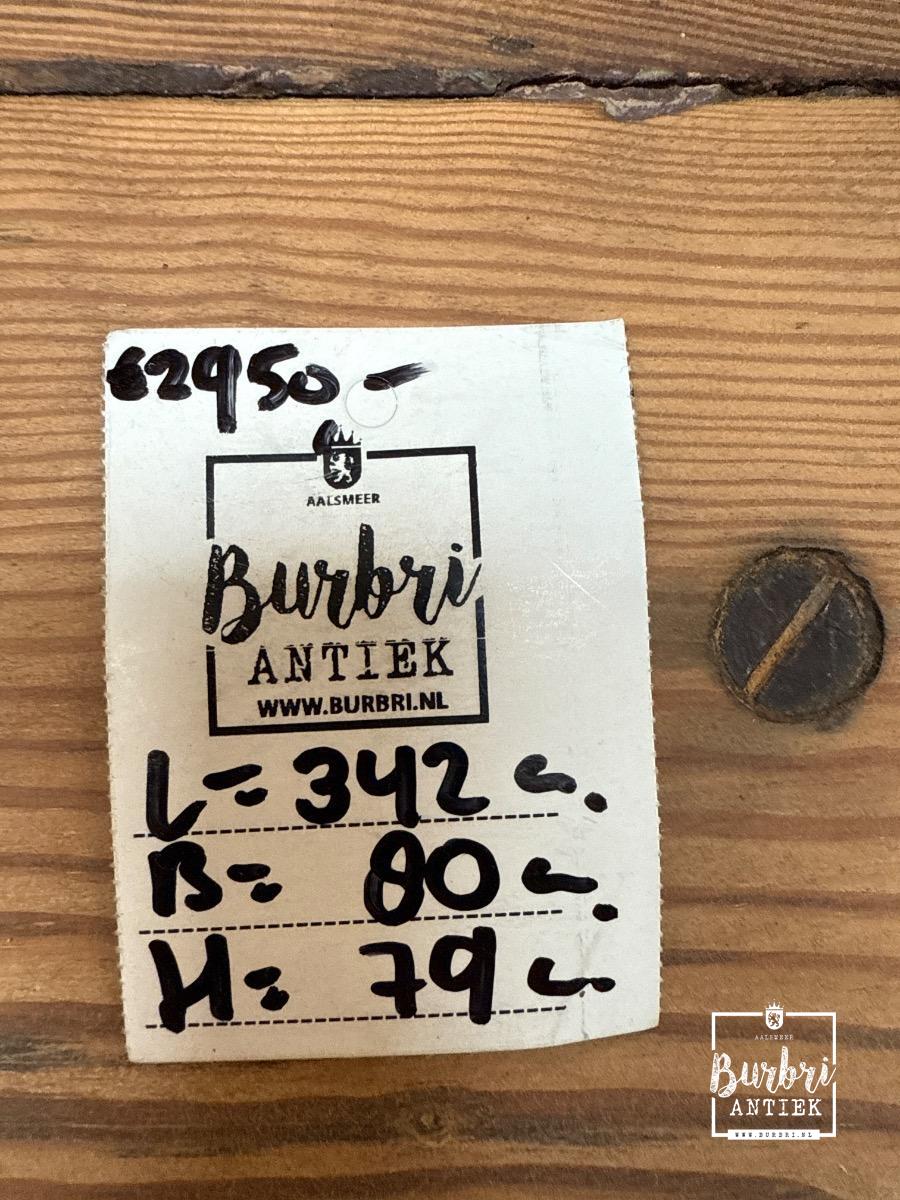 €2950-
AALSMEER
Burbri
ANTIEK
WWW.BURBRI.NL
L= 342 cm.
B= 80 cm.
H= 79 cm.
AALSMEER
Burbri
ANTIEK
WWW.BURBRI.NL